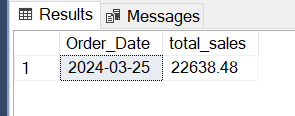 Results Messages
Order_Date total_sales
1 2024-03-25 22638.48